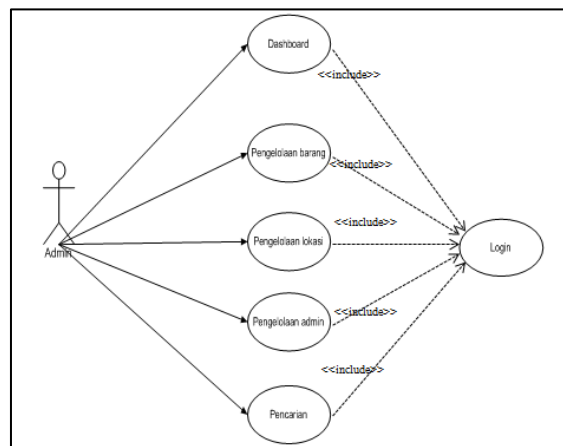 Dashboard
<<include>>
Pengelolaan barang
<<include>>
Admin
Pengelolaan lokasi
<<include>>
Login
Pengelolaan admin
<<include>>
<<include>>
Pencarian